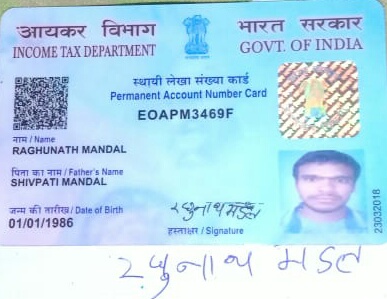 आयकर विभाग
INCOME TAX DEPARTMENT
भारत सरकार
GOVT. OF INDIA
स्थायी लेखा संख्या कार्ड
Permanent Account Number Card
EOAPM3469F
नाम / Name
RAGHUNATH MANDAL
पिता का नाम / Father's Name
SHIVPATI MANDAL
जन्म की तारीख / Date of Birth
01/01/1986
रघुनाथ मंडल
हस्ताक्षर / Signature
23032018
रघुनाथ मंडल